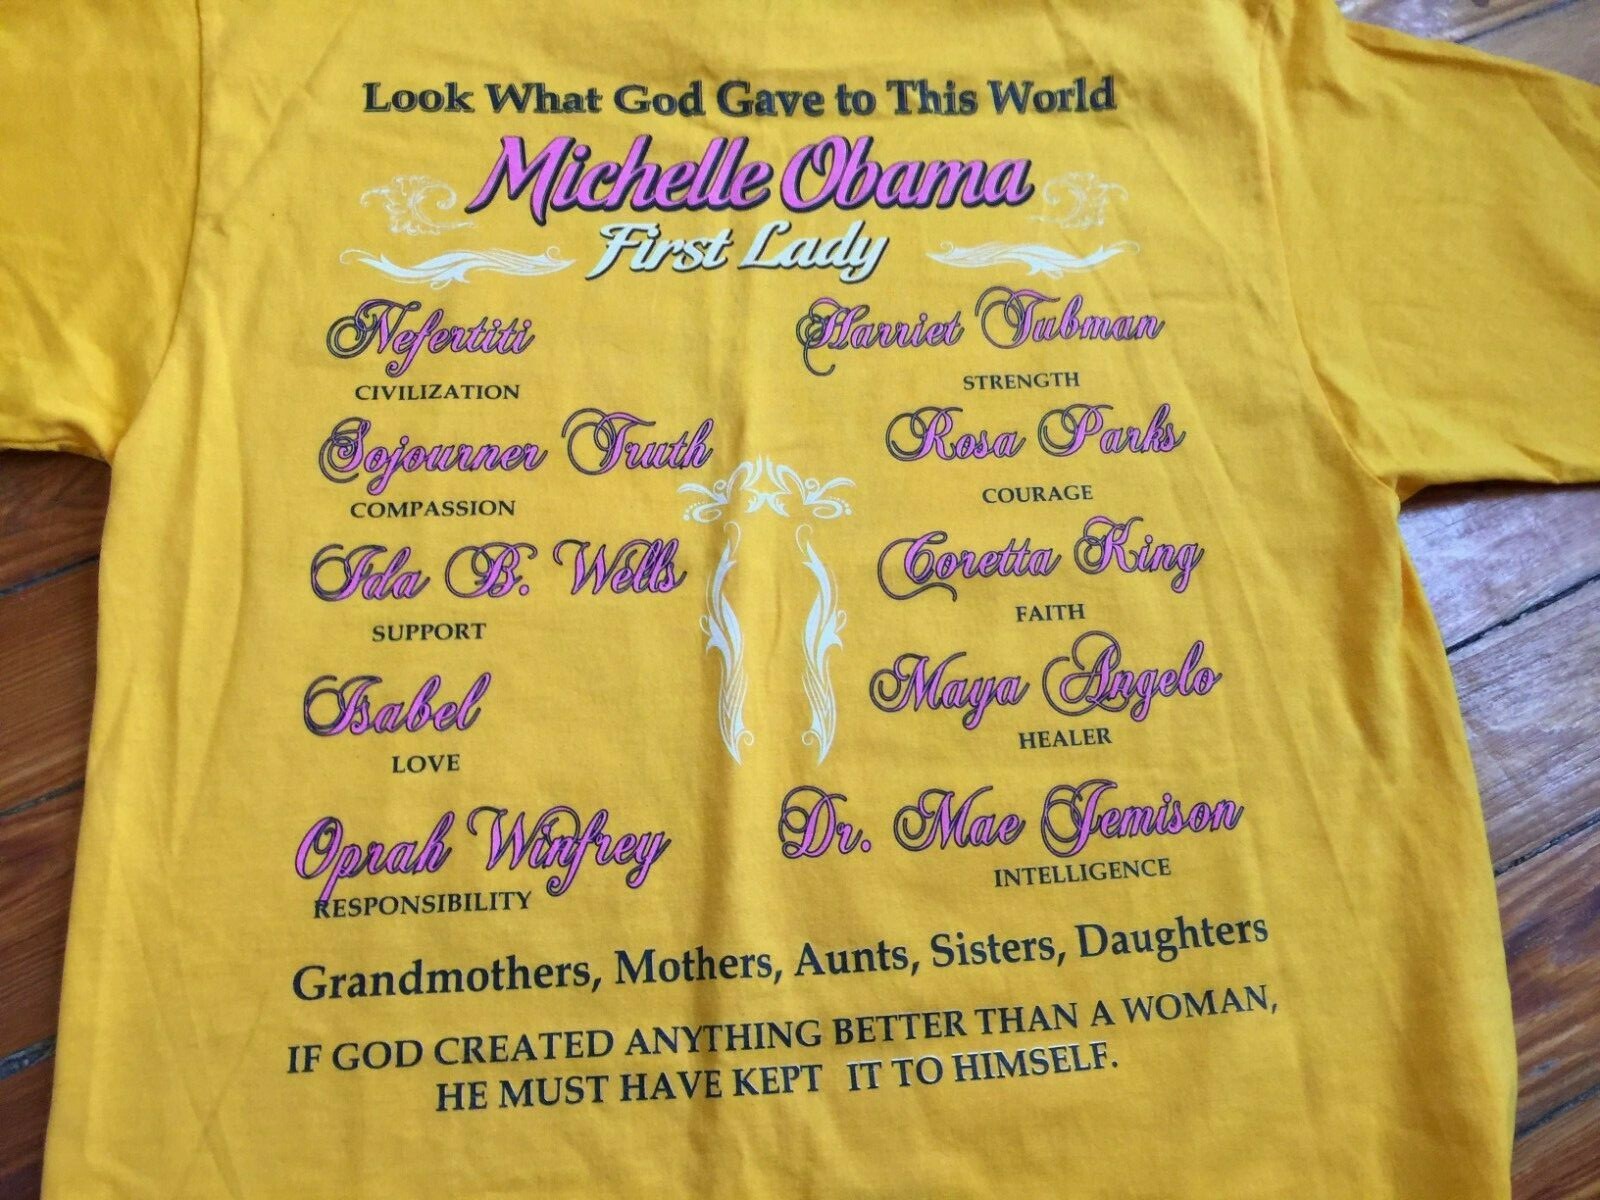 Look What God Gave to This World
Michelle Obama
First Lady
Nefertiti
CIVILIZATION
Sojourner Truth
COMPASSION
Ida B. Wells
SUPPORT
Isabel
LOVE
Oprah Winfrey
RESPONSIBILITY
Harriet Tubman
STRENGTH
Rosa Parks
COURAGE
Coretta King
FAITH
Maya Angelo
HEALER
Dr. Mae Jemison
INTELLIGENCE
Grandmothers, Mothers, Aunts, Sisters, Daughters
IF GOD CREATED ANYTHING BETTER THAN A WOMAN,
HE MUST HAVE KEPT IT TO HIMSELF.